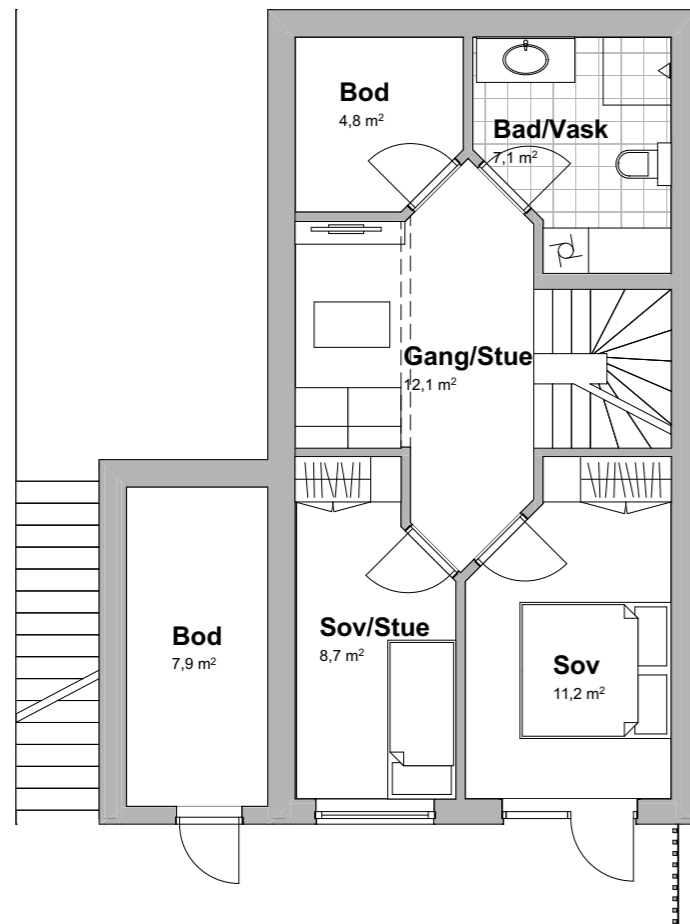 Bod
4,8 m²
Bad/Vask
7,1 m²
Gang/Stue
12,1 m²
Bod
7,9 m²
Sov/Stue
8,7 m²
Sov
11,2 m²